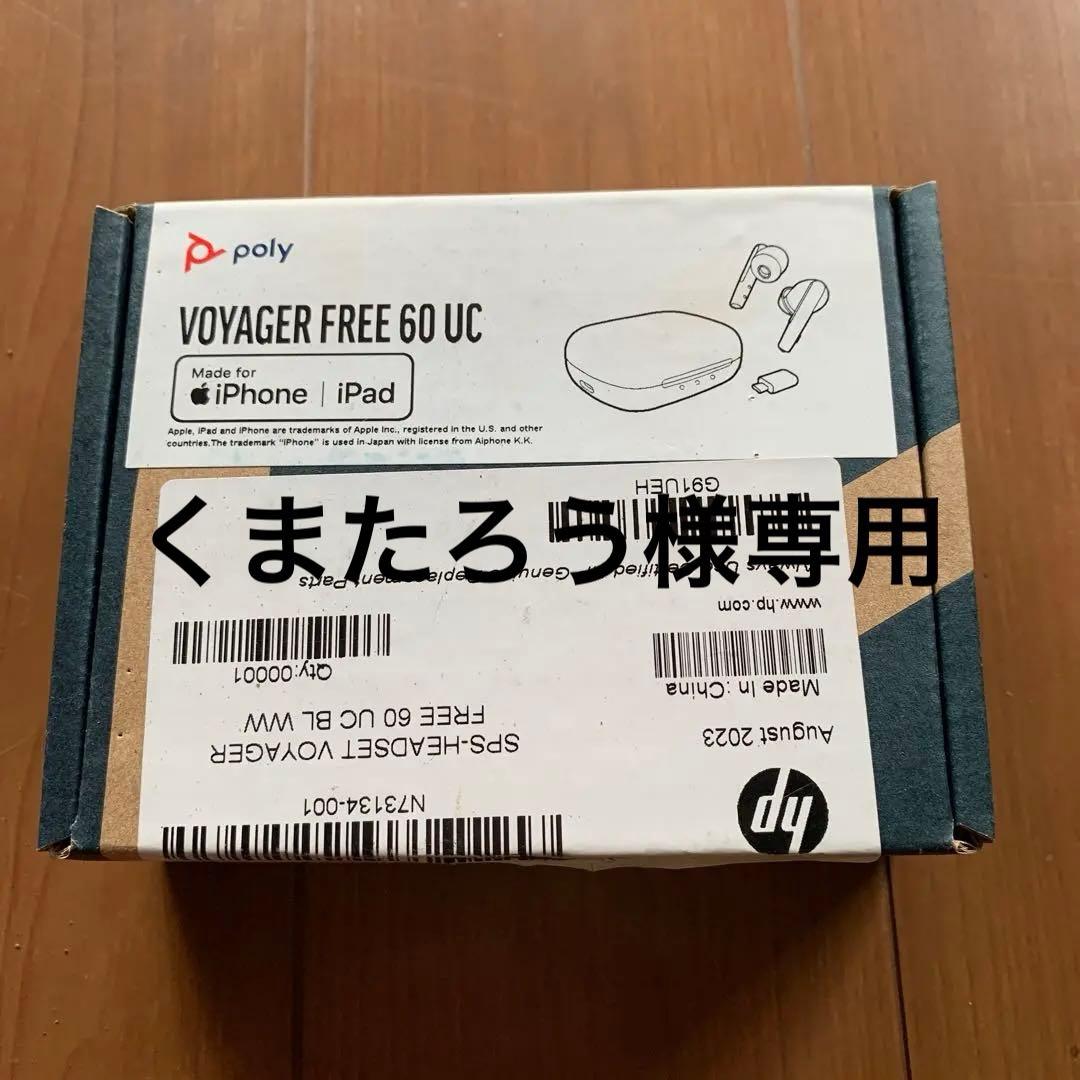 poly
VOYAGER FREE 60 UC
Made for
iPhone | iPad
Apple, iPad and iPhone are trademarks of Apple Inc., registered in the U.S. and other
countries.The trademark "iPhone" is used in Japan with license from Aiphone K.K.
くまたろう様専用
N73134-001
hp
SPS-HEADSET VOYAGER
FREE 60 UC BL WW
August 2023
Qty:00001
Made In: China
www.hp.com
Parts
G91UEH